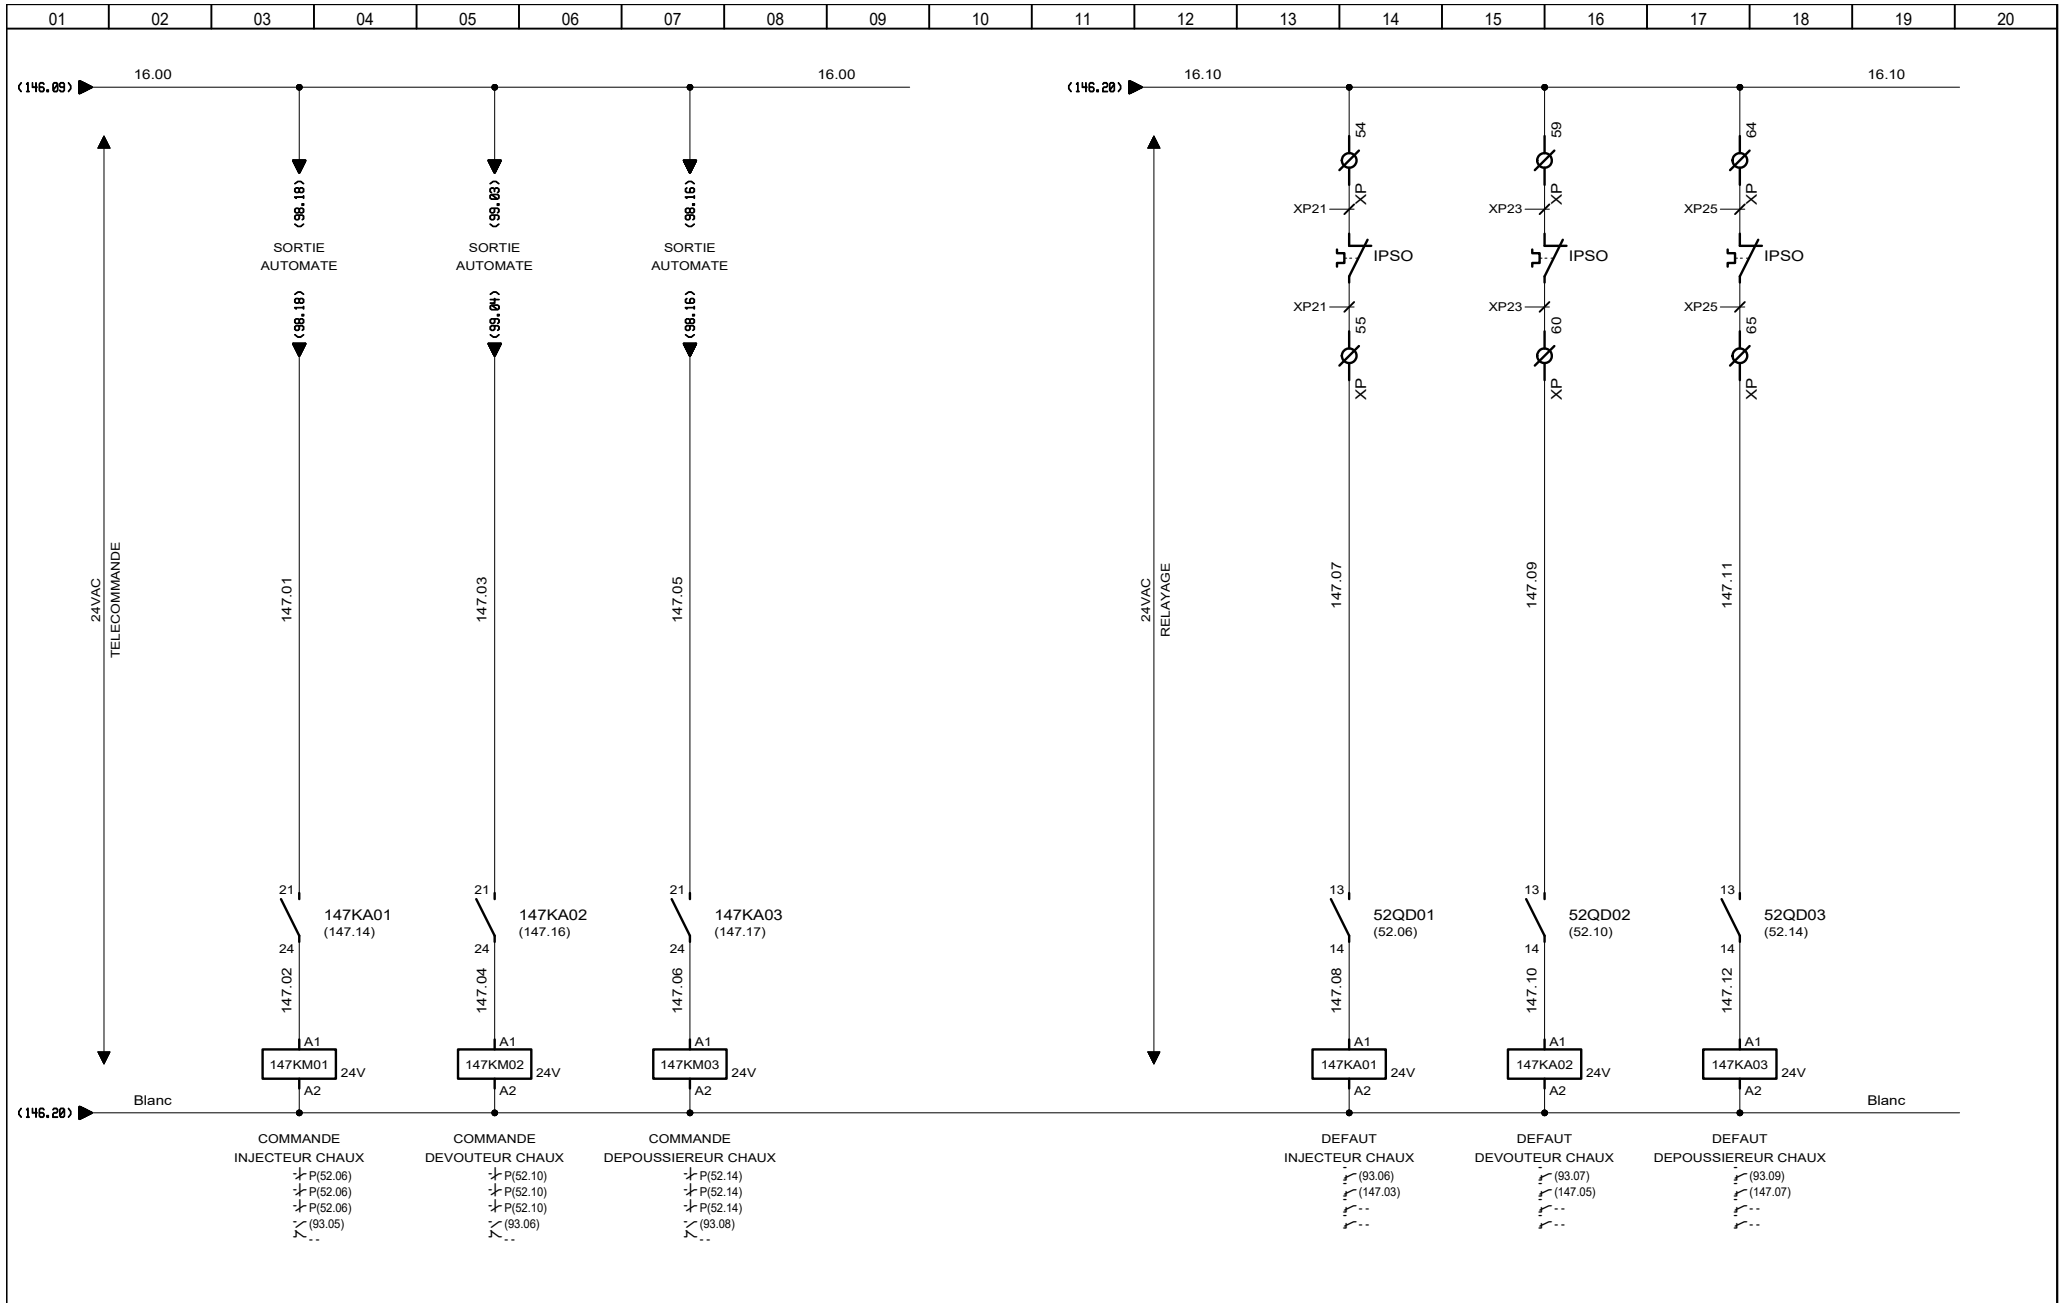 01 02 03 04 05 06 07 08 09 10 11 12 13 14 15 16 17 18 19 20
16.00 16.00 16.10 16.10
(146.09) (146.20)
54 59 64
(98.18) (99.03) (98.16)
XP XP XP
XP21 XP23 XP25
SORTIE SORTIE SORTIE
AUTOMATE AUTOMATE AUTOMATE
IPSO IPSO IPSO
(98.18) (99.04) (98.16)
XP21 XP23 XP25
55 60 65
XP XP XP
24VAC
TELECOMMANDE
147.01 147.03 147.05
24VAC
RELAYAGE
147.07 147.09 147.11
21 21 21 13 13 13
147KA01 147KA02 147KA03 52QD01 52QD02 52QD03
(147.14) (147.16) (147.17) (52.06) (52.10) (52.14)
24 24 24 14 14 14
147.02 147.04 147.06 147.08 147.10 147.12
A1 A1 A1 A1 A1 A1
147KM01 147KM02 147KM03 147KA01 147KA02 147KA03
24V 24V 24V 24V 24V 24V
A2 A2 A2 A2 A2 A2
Blanc Blanc
(146.20)
COMMANDE COMMANDE COMMANDE DEFAUT DEFAUT DEFAUT
INJECTEUR CHAUX DEVOUTEUR CHAUX DEPOUSSIEREUR CHAUX INJECTEUR CHAUX DEVOUTEUR CHAUX DEPOUSSIEREUR CHAUX
P(52.06) P(52.10) P(52.14) (93.06) (93.07) (93.09)
P(52.06) P(52.10) P(52.14) (147.03) (147.05) (147.07)
P(52.06) P(52.10) P(52.14) -- -- --
(93.05) (93.06) (93.08) -- -- --
-- -- --